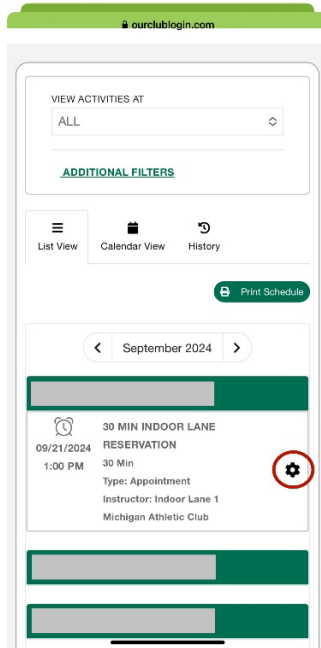 ourclublogin.com
VIEW ACTIVITIES AT
ALL
ADDITIONAL FILTERS
List View
Calendar View
History
Print Schedule
September 2024
30 MIN INDOOR LANE
RESERVATION
09/21/2024
1:00 PM
30 Min
Type: Appointment
Instructor: Indoor Lane 1
Michigan Athletic Club